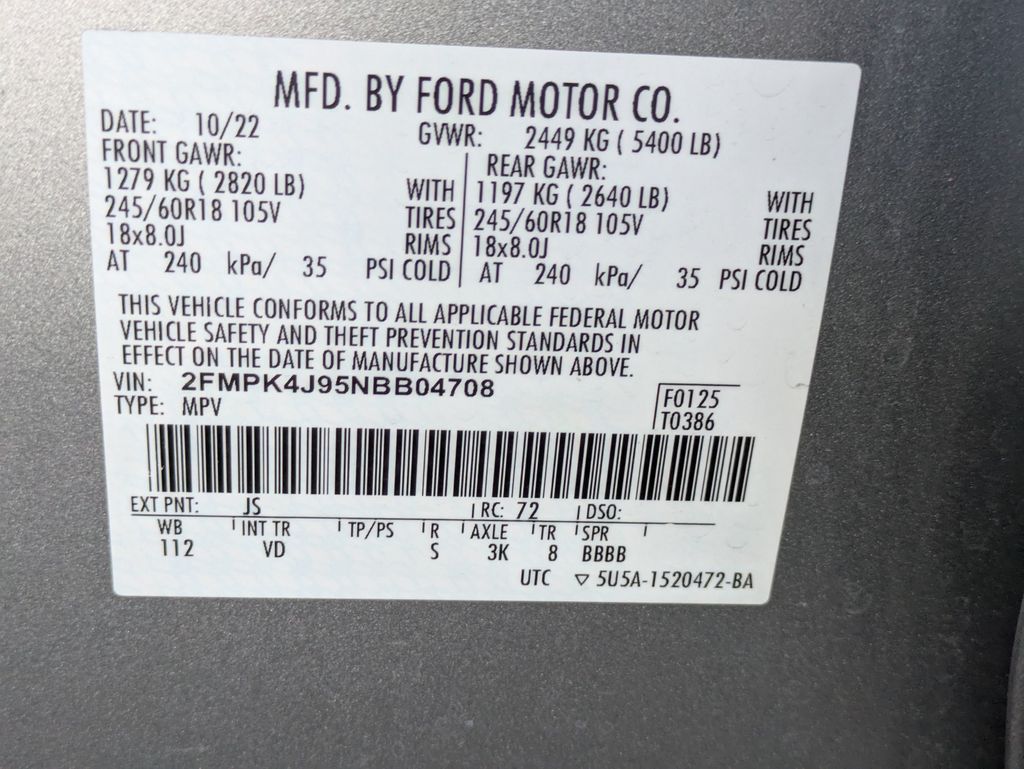 MFD. BY FORD MOTOR CO.
DATE: 10/22 GVWR: 2449 KG ( 5400 LB)
FRONT GAWR: REAR GAWR:
1279 KG ( 2820 LB) WITH 1197 KG ( 2640 LB) WITH
245/60R18 105V TIRES 245/60R18 105V TIRES
18x8.0J RIMS 18x8.0J RIMS
AT 240 kPa/ 35 PSI COLD AT 240 kPa/ 35 PSI COLD
THIS VEHICLE CONFORMS TO ALL APPLICABLE FEDERAL MOTOR
VEHICLE SAFETY AND THEFT PREVENTION STANDARDS IN
EFFECT ON THE DATE OF MANUFACTURE SHOWN ABOVE.
VIN: 2FMPK4J95NBB04708
TYPE: MPV
F0125
T0386
EXT PNT: JS RC: 72 DSO:
WB INT TR TP/PS R AXLE TR SPR
112 VD S 3K 8 BBBB
UTC ▽ 5U5A-1520472-BA